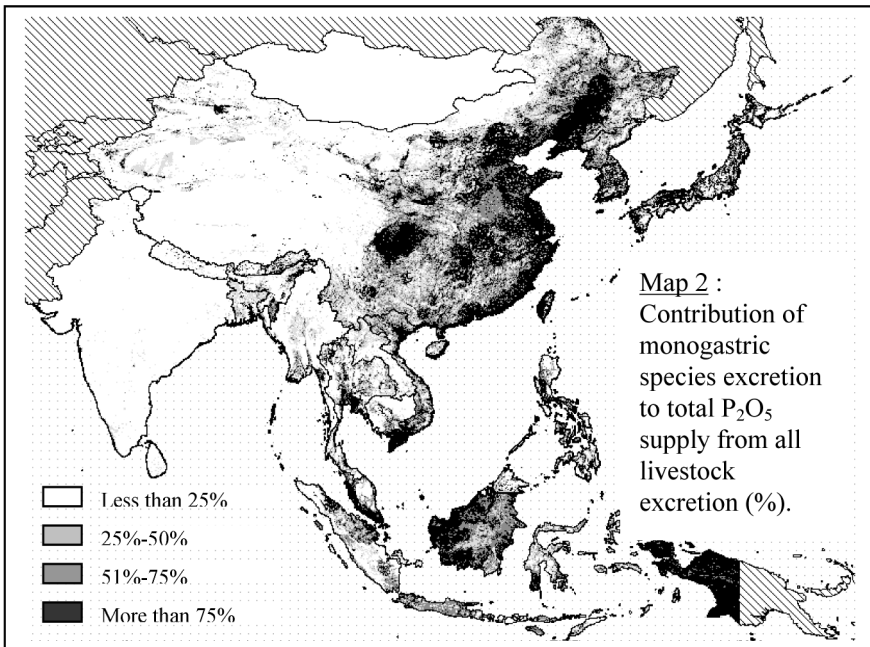 Map 2 :
Contribution of
monogastric
species excretion
to total P₂O₅
supply from all
livestock
excretion (%).
Less than 25%
25%-50%
51%-75%
More than 75%